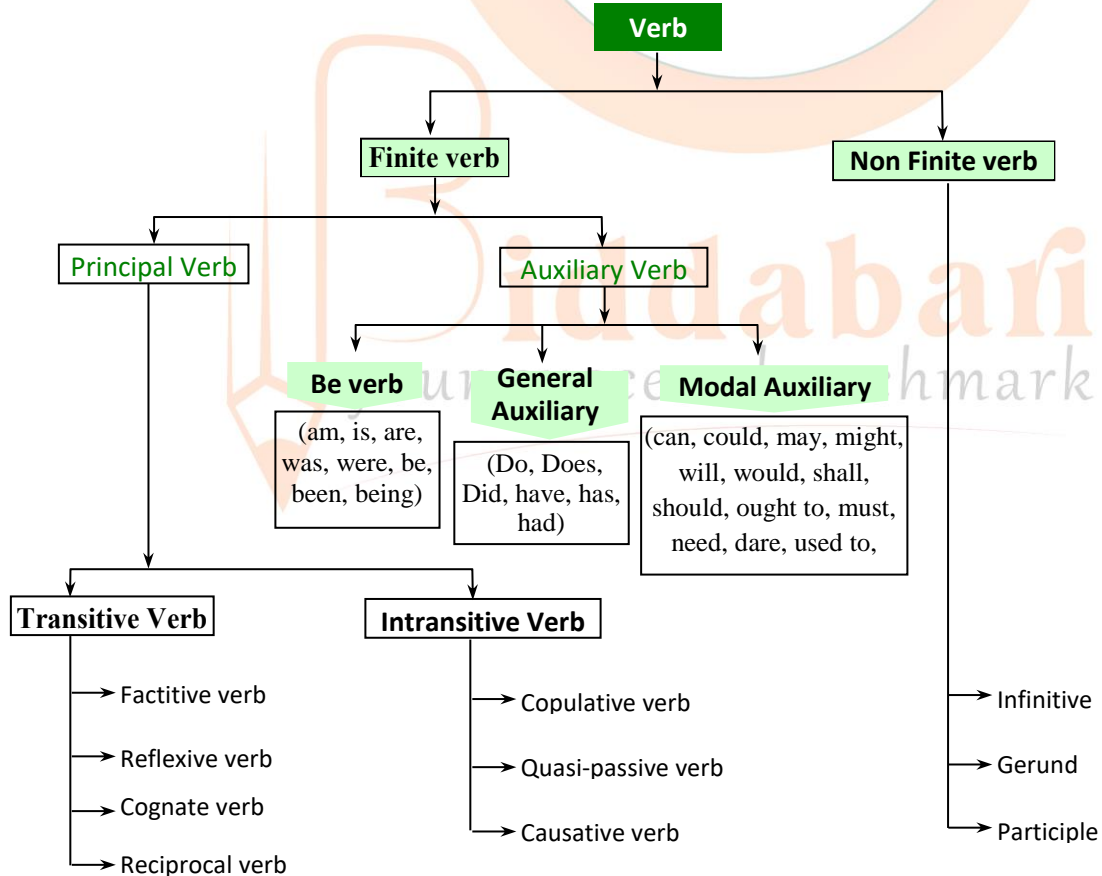 Verb
Finite verb
Non Finite verb
Principal Verb
Auxiliary Verb
Biddabari
hmark
Be verb
General
Auxiliary
Modal Auxiliary
(am, is, are,
was, were, be,
been, being)
(Do, Does,
Did, have, has,
had)
(can, could, may, might,
will, would, shall,
should, ought to, must,
need, dare, used to,
Transitive Verb
Intransitive Verb
Factitive verb
Reflexive verb
Cognate verb
Reciprocal verb
Copulative verb
Quasi-passive verb
Causative verb
Infinitive
Gerund
Participle